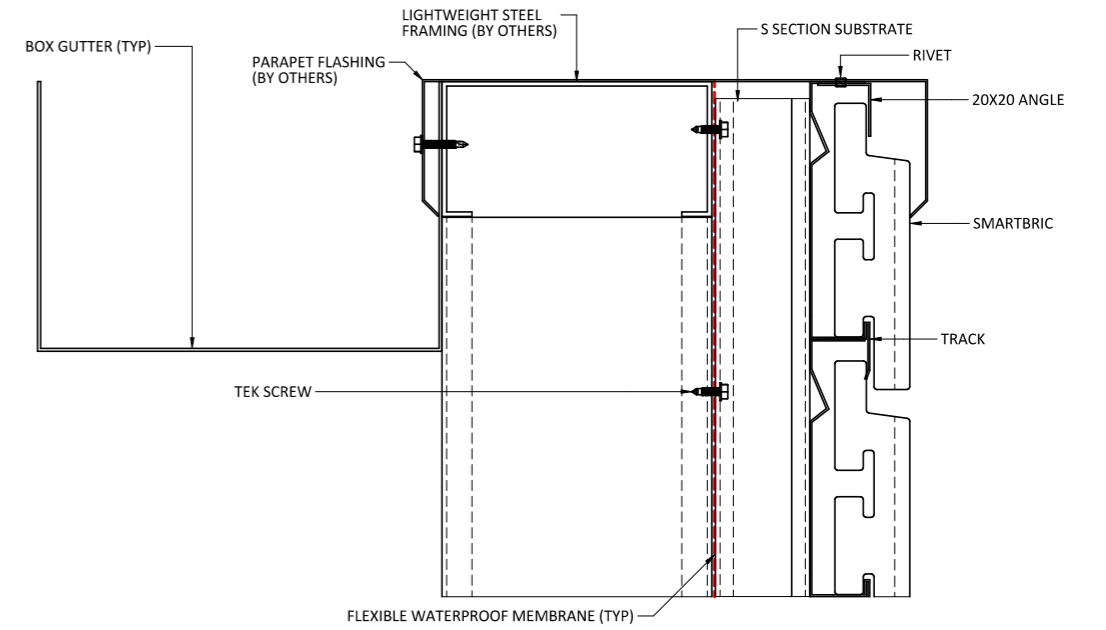 LIGHTWEIGHT STEEL
FRAMING (BY OTHERS)
S SECTION SUBSTRATE
BOX GUTTER (TYP)
RIVET
PARAPET FLASHING
(BY OTHERS)
20X20 ANGLE
SMARTBRIC
TRACK
TEK SCREW
FLEXIBLE WATERPROOF MEMBRANE (TYP)